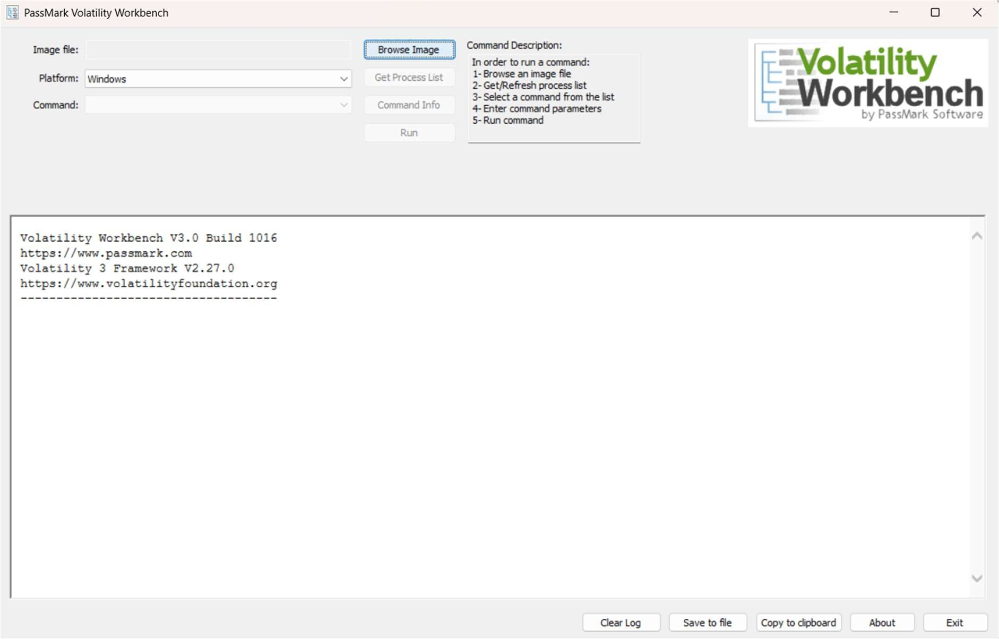 PassMark Volatility Workbench
Image file:
Browse Image
Platform: Windows
Get Process List
Command:
Command Info
Run
Command Description:
In order to run a command:
1- Browse an image file
2- Get/Refresh process list
3- Select a command from the list
4- Enter command parameters
5- Run command
Volatility
Workbench
by PassMark Software
Volatility Workbench V3.0 Build 1016
https://www.passmark.com
Volatility 3 Framework V2.27.0
https://www.volatilityfoundation.org
------------------------------------
Clear Log
Save to file
Copy to clipboard
About
Exit